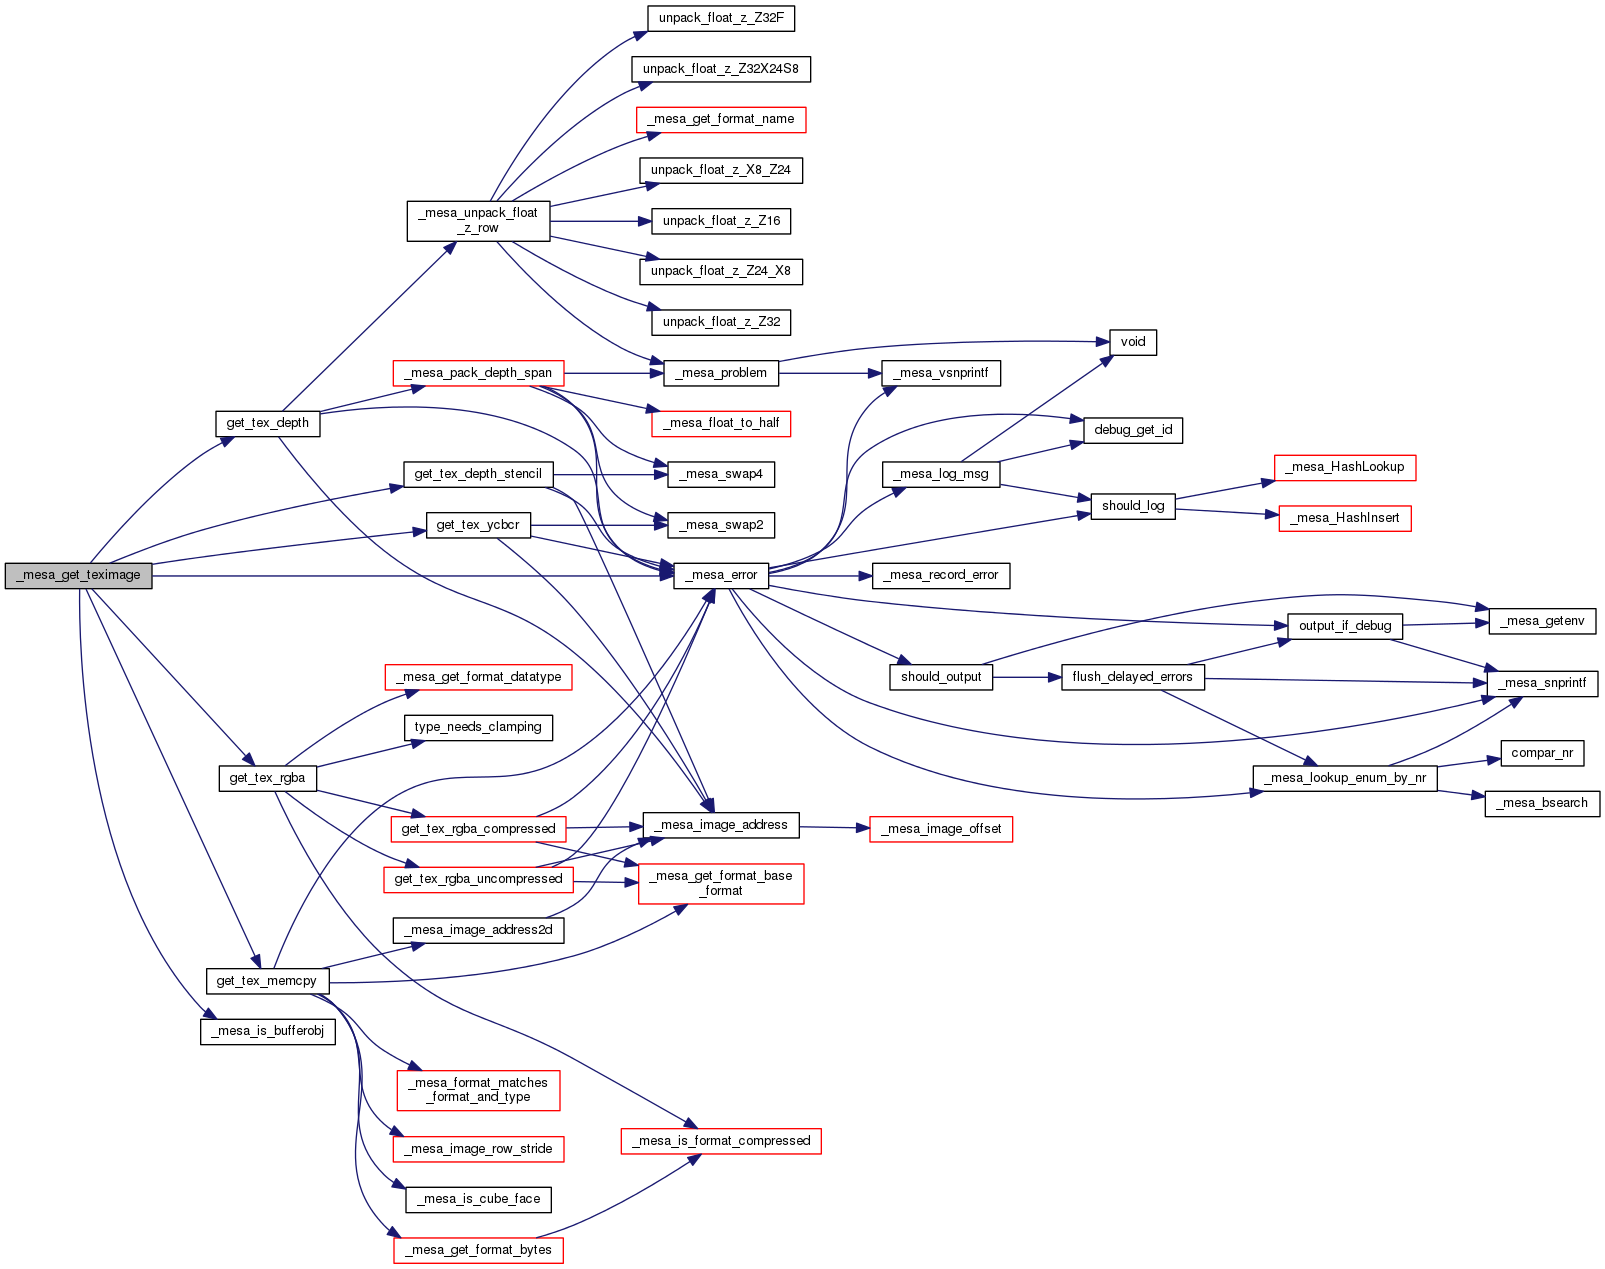 unpack_float_z_Z32F
unpack_float_z_Z32X24S8
_mesa_get_format_name
unpack_float_z_X8_Z24
_mesa_unpack_float
_z_row
unpack_float_z_Z16
unpack_float_z_Z24_X8
unpack_float_z_Z32
void
_mesa_pack_depth_span
_mesa_problem
_mesa_vsnprintf
get_tex_depth
_mesa_float_to_half
debug_get_id
get_tex_depth_stencil
_mesa_swap4
_mesa_log_msg
_mesa_HashLookup
should_log
get_tex_ycbcr
_mesa_swap2
_mesa_HashInsert
_mesa_get_teximage
_mesa_error
_mesa_record_error
output_if_debug
_mesa_getenv
_mesa_get_format_datatype
should_output
flush_delayed_errors
_mesa_snprintf
type_needs_clamping
compar_nr
get_tex_rgba
_mesa_lookup_enum_by_nr
_mesa_bsearch
get_tex_rgba_compressed
_mesa_image_address
_mesa_image_offset
get_tex_rgba_uncompressed
_mesa_get_format_base
_format
_mesa_image_address2d
get_tex_memcpy
_mesa_is_bufferobj
_mesa_format_matches
_format_and_type
_mesa_image_row_stride
_mesa_is_format_compressed
_mesa_is_cube_face
_mesa_get_format_bytes